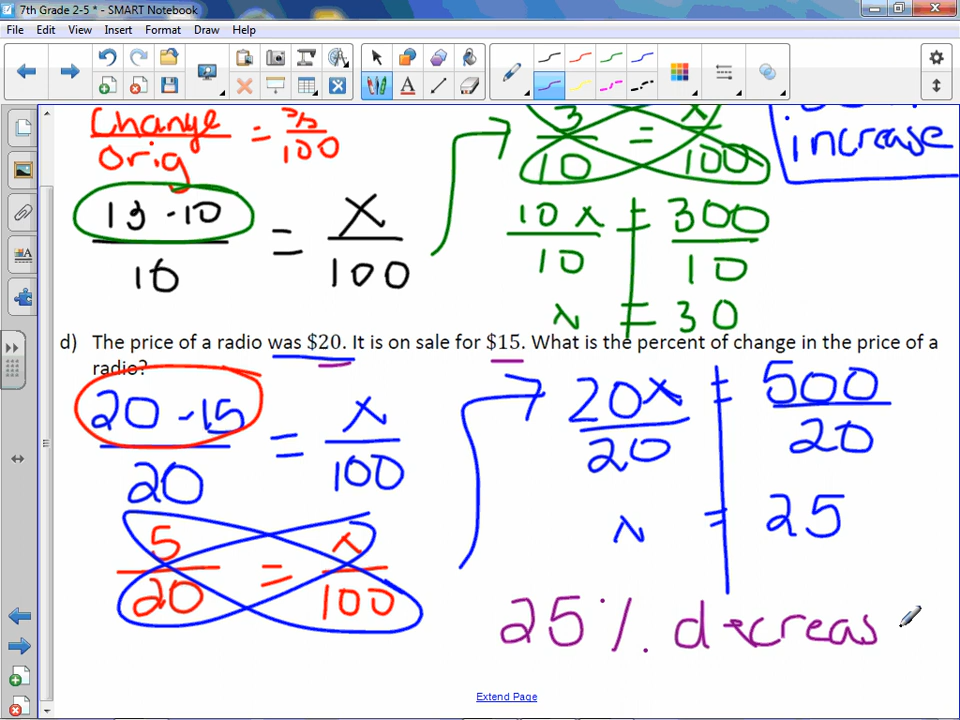 7th Grade 2-5 * - SMART Notebook
File Edit View Insert Format Draw Help
Change / orig = / 100
3 / 10 = x / 100
increase
13 - 10 / 10 = x / 100
10x / 10 = 300 / 10
x = 30
d) The price of a radio was $20. It is on sale for $15. What is the percent of change in the price of a
radio?
20 - 15 / 20 = x / 100
20x / 20 = 500 / 20
x = 25
5 / 20 = x / 100
25% decreas
Extend Page